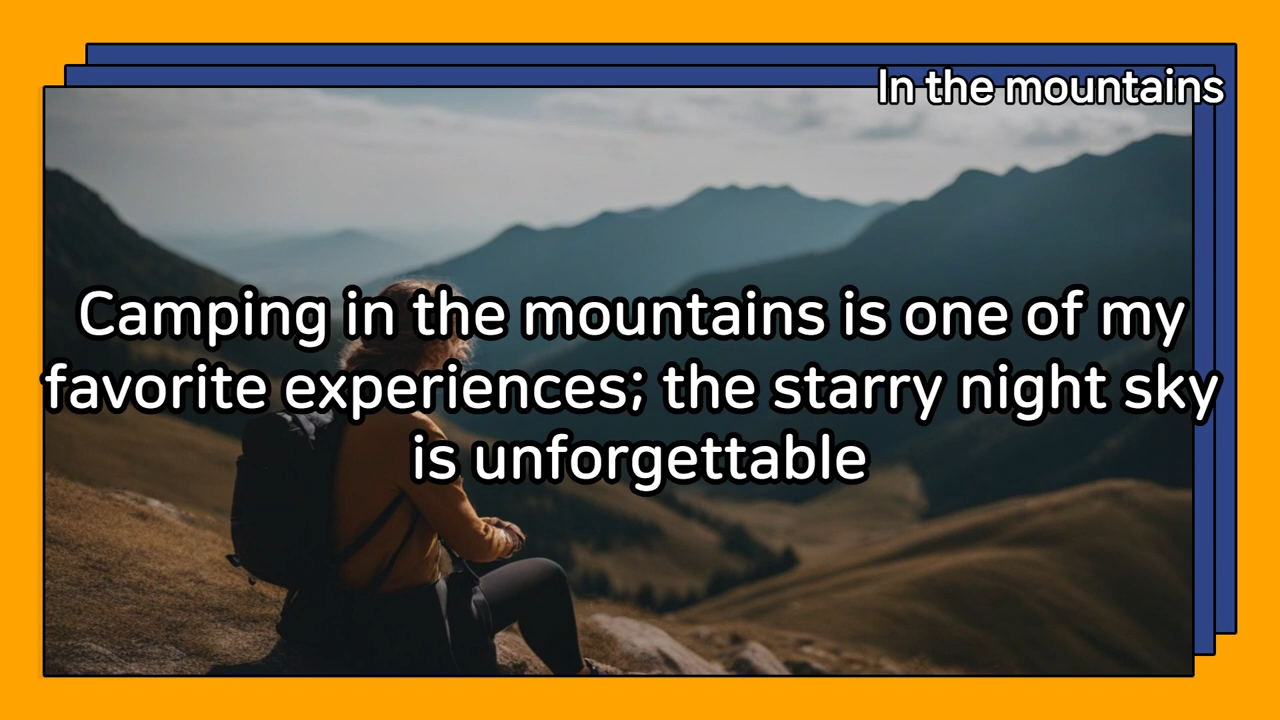 In the mountains
Camping in the mountains is one of my
favorite experiences; the starry night sky
is unforgettable